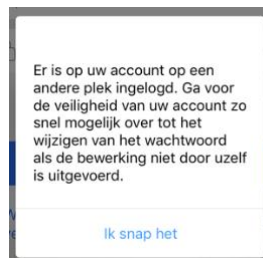 Er is op uw account op een
andere plek ingelogd. Ga voor
de veiligheid van uw account zo
snel mogelijk over tot het
wijzigen van het wachtwoord
als de bewerking niet door uzelf
is uitgevoerd.
Ik snap het